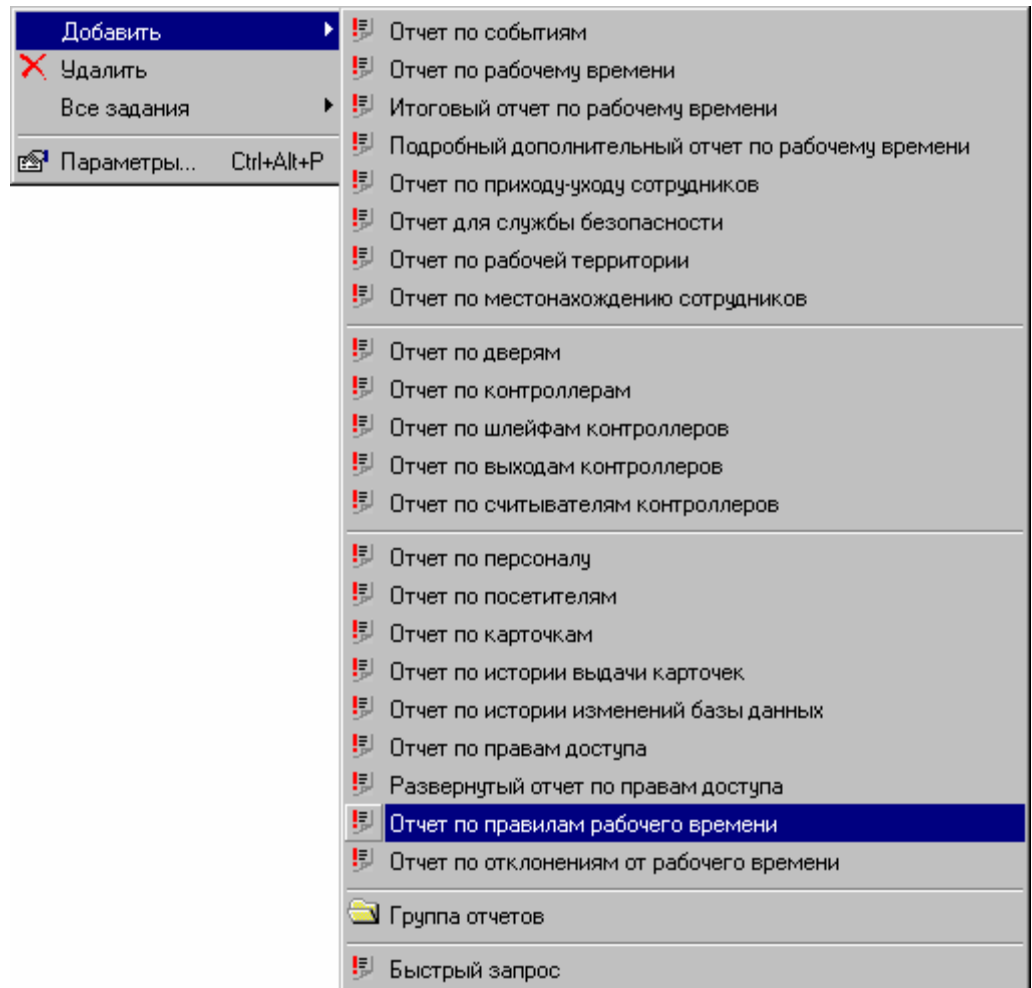 Добавить
Удалить
Все задания
Параметры... Ctrl+Alt+P
Отчет по событиям
Отчет по рабочему времени
Итоговый отчет по рабочему времени
Подробный дополнительный отчет по рабочему времени
Отчет по приходу-уходу сотрудников
Отчет для службы безопасности
Отчет по рабочей территории
Отчет по местонахождению сотрудников
Отчет по дверям
Отчет по контроллерам
Отчет по шлейфам контроллеров
Отчет по выходам контроллеров
Отчет по считывателям контроллеров
Отчет по персоналу
Отчет по посетителям
Отчет по карточкам
Отчет по истории выдачи карточек
Отчет по истории изменений базы данных
Отчет по правам доступа
Развернутый отчет по правам доступа
Отчет по правилам рабочего времени
Отчет по отклонениям от рабочего времени
Группа отчетов
Быстрый запрос